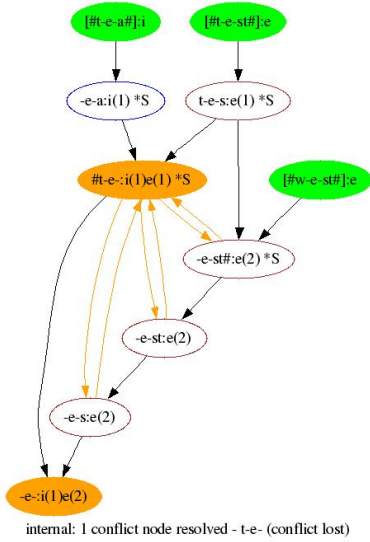 [#t-e-a#]:i
[#t-e-st#]:e
-e-a:i(1) *S
t-e-s:e(1) *S
#t-e-:i(1)e(1) *S
[#w-e-st#]:e
-e-st#:e(2) *S
-e-st:e(2)
-e-s:e(2)
-e-:i(1)e(2)
internal: 1 conflict node resolved - t-e- (conflict lost)